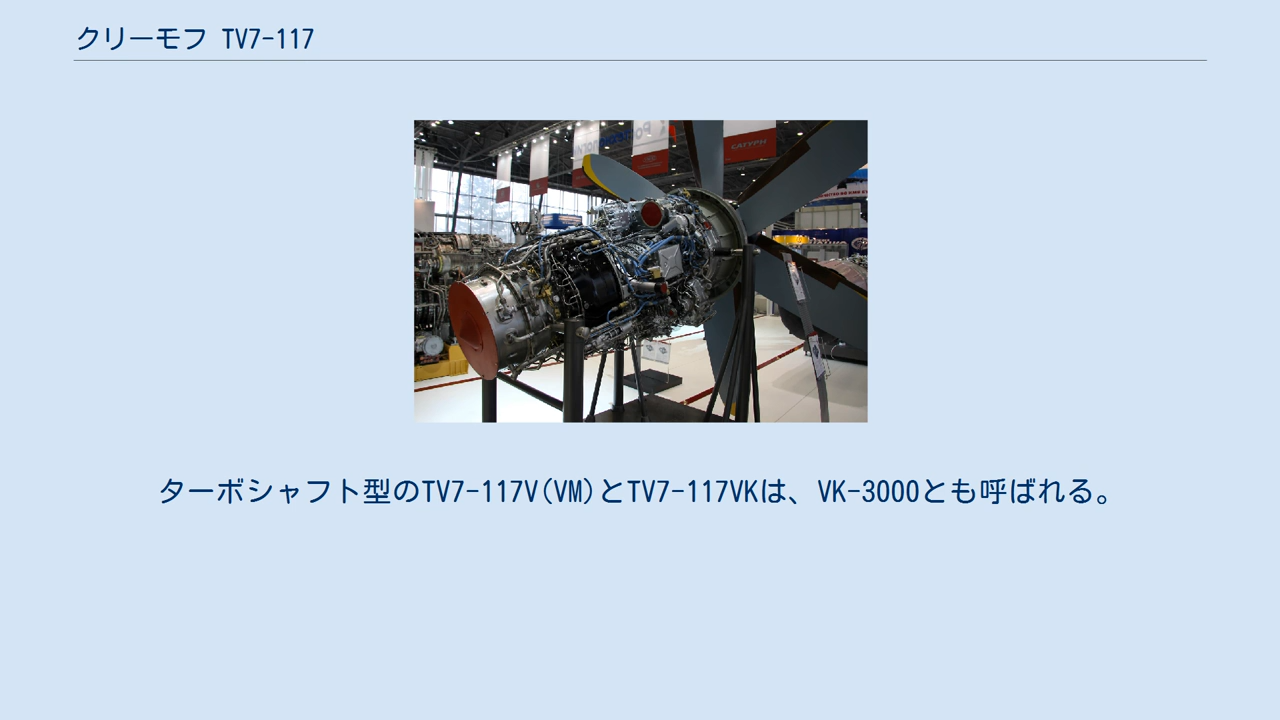 クリーモフ TV7-117
САТУРН
ターボシャフト型のTV7-117V(VM)とTV7-117VKは、VK-3000とも呼ばれる。